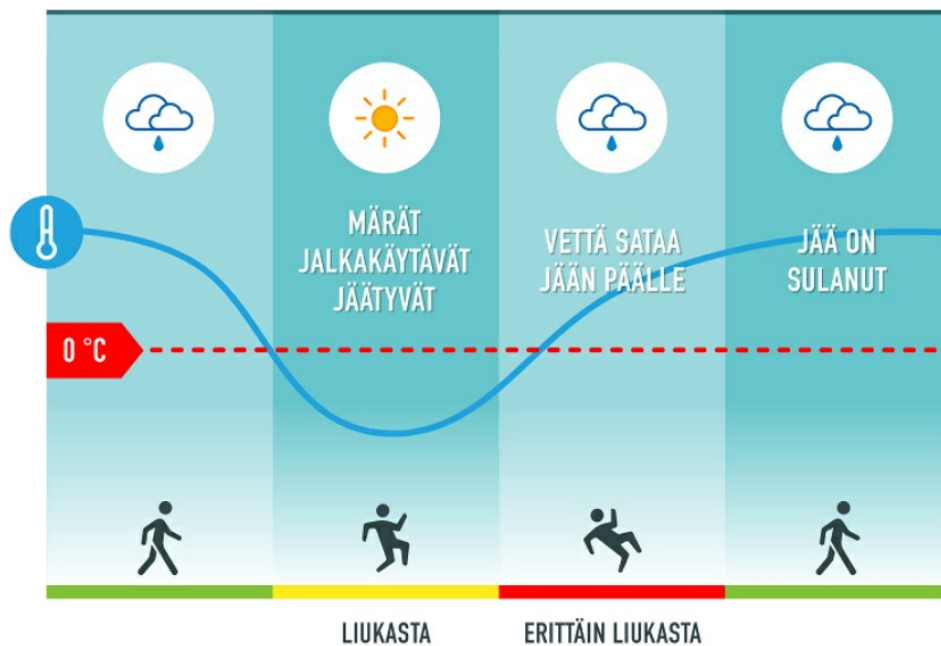 MÄRÄT
JALKAKÄYTÄVÄT
JÄÄTYVÄT
VETTÄ SATAA
JÄÄN PÄÄLLE
JÄÄ ON
SULANUT
0 °C
LIUKASTA
ERITTÄIN LIUKASTA